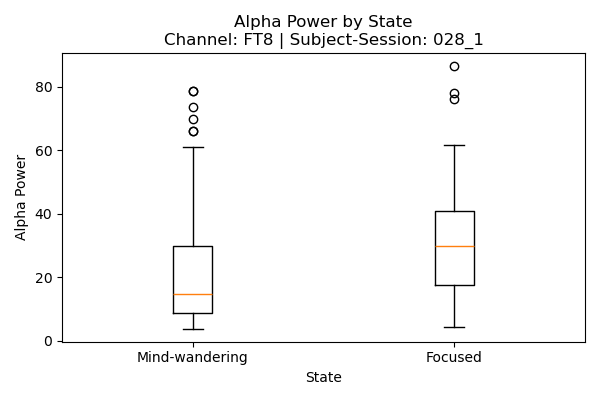 Alpha Power by State
Channel: FT8 | Subject-Session: 028_1
Alpha Power
80
60
40
20
0
Mind-wandering
Focused
State